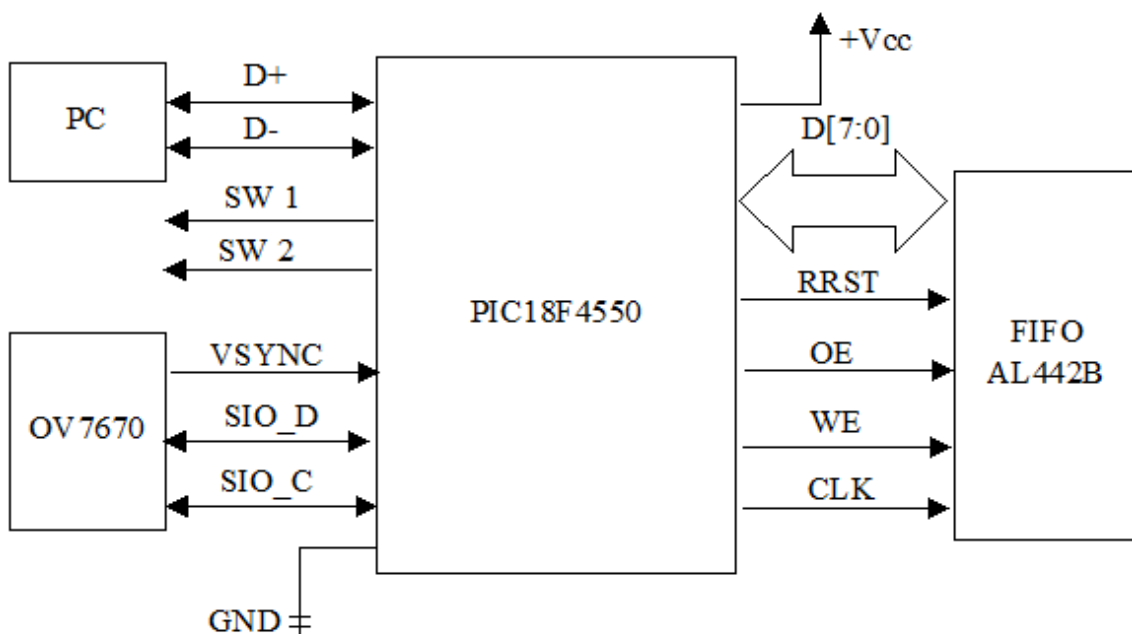 +Vcc
PC
D+
D-
D[7:0]
SW 1
SW 2
RRST
PIC18F4550
FIFO
AL442B
VSYNC
OE
OV7670
SIO_D
WE
SIO_C
CLK
GND